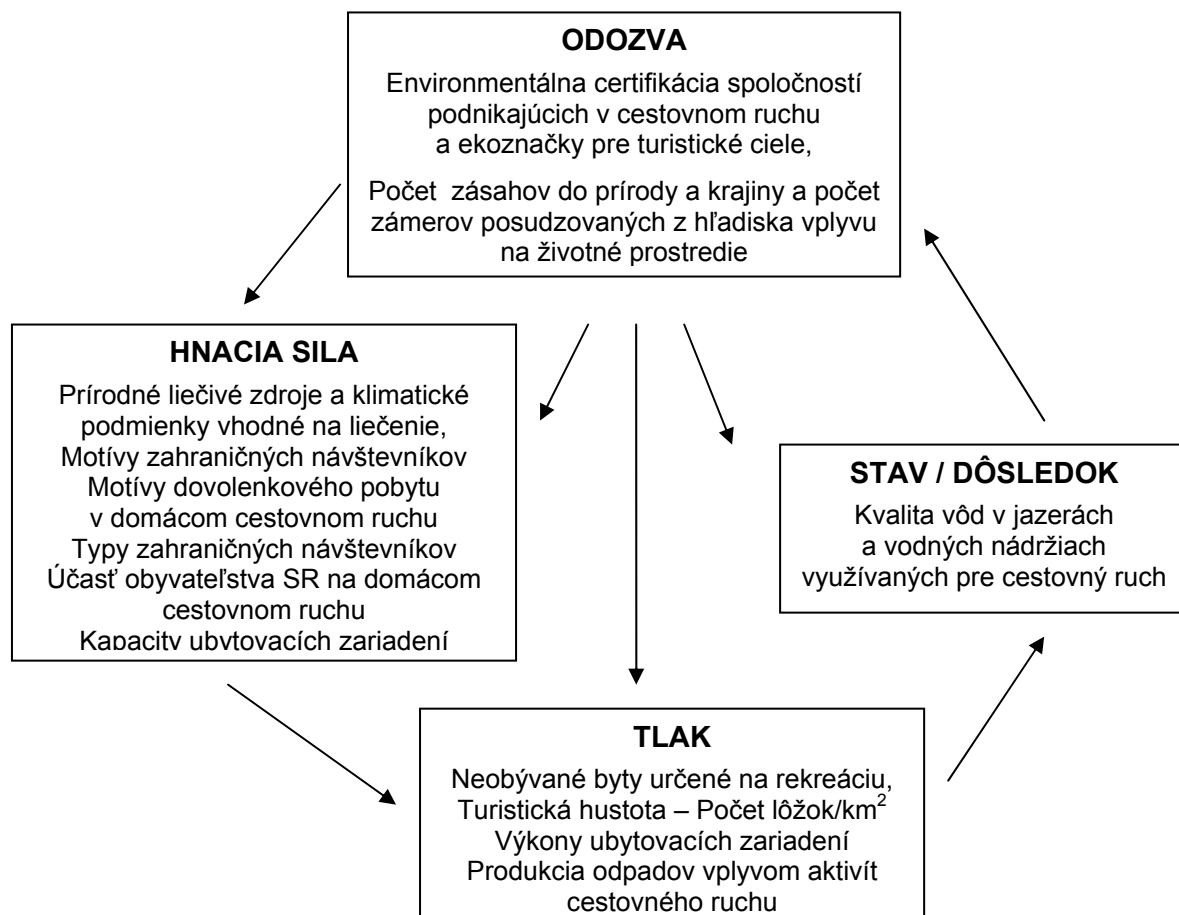 ODOZVA
Environmentálna certifikácia spoločností
podnikajúcich v cestovnom ruchu
a ekoznačky pre turistické ciele,
Počet zásahov do prírody a krajiny a počet
zámerov posudzovaných z hľadiska vplyvu
na životné prostredie
HNACIA SILA
Prírodné liečivé zdroje a klimatické
podmienky vhodné na liečenie,
Motívy zahraničných návštevníkov
Motívy dovolenkového pobytu
v domácom cestovnom ruchu
Typy zahraničných návštevníkov
Účasť obyvateľstva SR na domácom
cestovnom ruchu
Kapacity ubytovacích zariadení
STAV / DÔSLEDOK
Kvalita vôd v jazerách
a vodných nádržiach
využívaných pre cestovný ruch
TLAK
Neobývané byty určené na rekreáciu,
Turistická hustota – Počet lôžok/km²
Výkony ubytovacích zariadení
Produkcia odpadov vplyvom aktivít
cestovného ruchu